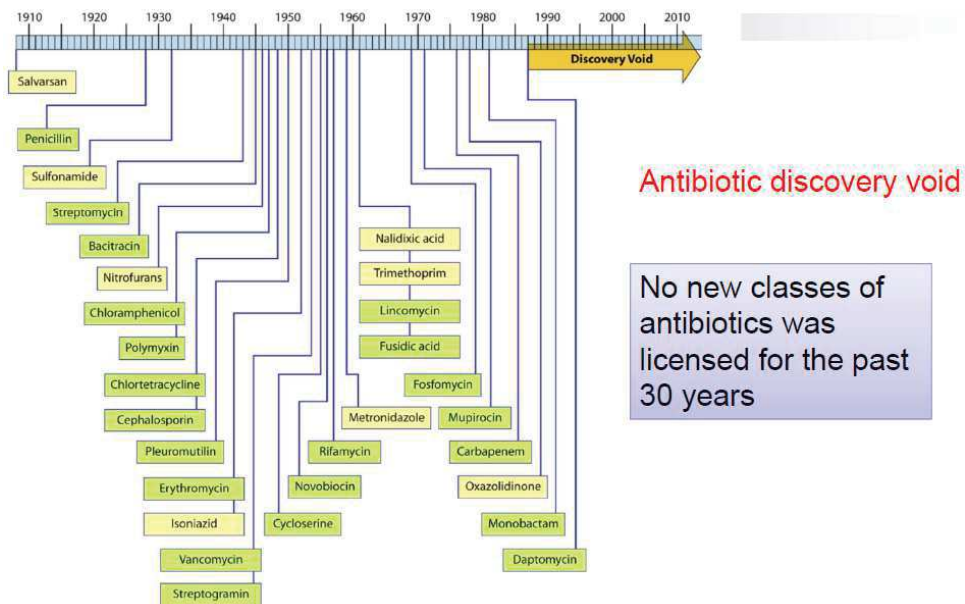 1910 1920 1930 1940 1950 1960 1970 1980 1990 2000 2010
Discovery Void
Salvarsan
Penicillin
Sulfonamide
Streptomycin
Bacitracin
Nitrofurans
Chloramphenicol
Polymyxin
Chlortetracycline
Cephalosporin
Pleuromutilin
Erythromycin
Isoniazid
Vancomycin
Streptogramin
Cycloserine
Novobiocin
Rifamycin
Metronidazole
Nalidixic acid
Trimethoprim
Lincomycin
Fusidic acid
Fosfomycin
Mupirocin
Carbapenem
Oxazolidinone
Monobactam
Daptomycin
Antibiotic discovery void
No new classes of
antibiotics was
licensed for the past
30 years